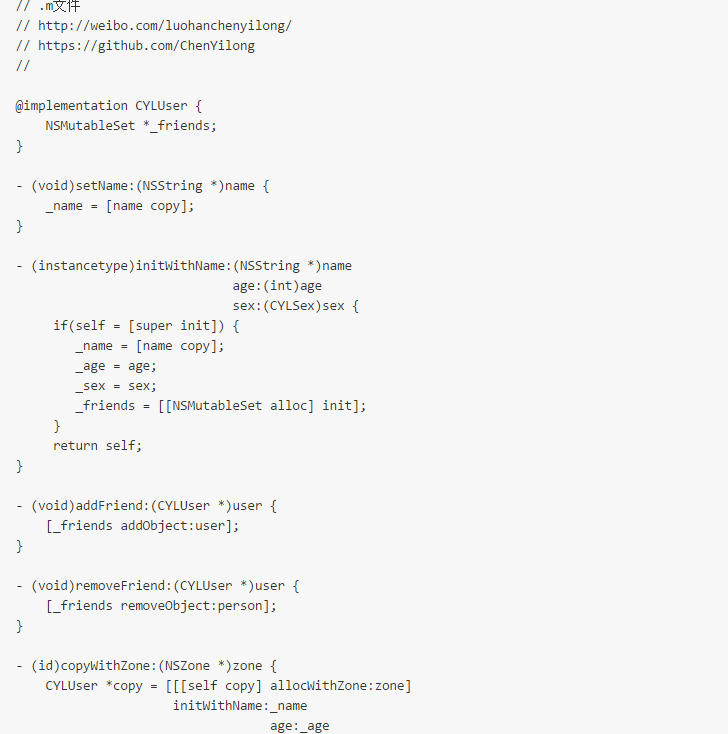 // .m文件
// http://weibo.com/luohanchenyilong/
// https://github.com/ChenYilong
//
@implementation CYLUser {
NSMutableSet *_friends;
}
- (void)setName:(NSString *)name {
_name = [name copy];
}
- (instancetype)initWithName:(NSString *)name
age:(int)age
sex:(CYLSex)sex {
if(self = [super init]) {
_name = [name copy];
_age = age;
_sex = sex;
_friends = [[NSMutableSet alloc] init];
}
return self;
}
- (void)addFriend:(CYLUser *)user {
[_friends addObject:user];
}
- (void)removeFriend:(CYLUser *)user {
[_friends removeObject:person];
}
- (id)copyWithZone:(NSZone *)zone {
CYLUser *copy = [[[self copy] allocWithZone:zone]
initWithName:_name
age:_age